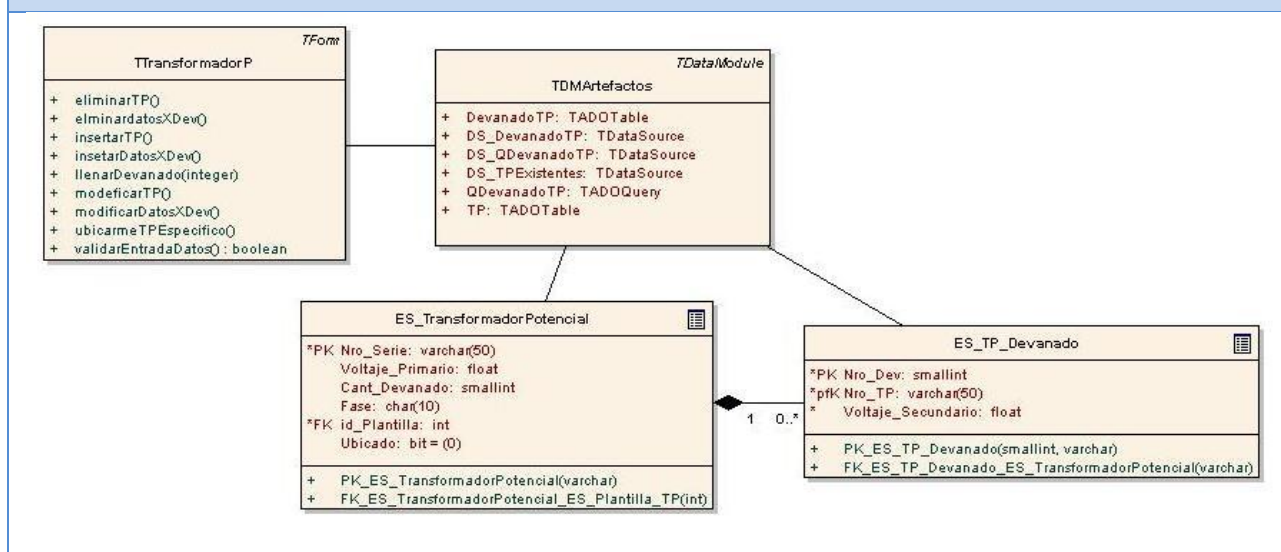 TForm
TTransformadorP
+ eliminarTP()
+ elminardatosXDev()
+ insertarTP()
+ insetarDatosXDev()
+ llenarDevanado(integer)
+ modeficarTP()
+ modificarDatosXDev()
+ ubicarmeTPEspecifico()
+ validarEntradaDatos() : boolean
TDataModule
TDMArtefactos
+ DevanadoTP: TADOTable
+ DS_DevanadoTP: TDataSource
+ DS_QDevanadoTP: TDataSource
+ DS_TPExistentes: TDataSource
+ QDevanadoTP: TADOQuery
+ TP: TADOTable
ES_TransformadorPotencial
*PK Nro_Serie: varchar(50)
Voltaje_Primario: float
Cant_Devanado: smallint
Fase: char(10)
*FK id_Plantilla: int
Ubicado: bit = (0)
+ PK_ES_TransformadorPotencial(varchar)
+ FK_ES_TransformadorPotencial_ES_Plantilla_TP(int)
1 0..*
ES_TP_Devanado
*PK Nro_Dev: smallint
*pfK Nro_TP: varchar(50)
* Voltaje_Secundario: float
+ PK_ES_TP_Devanado(smallint, varchar)
+ FK_ES_TP_Devanado_ES_TransformadorPotencial(varchar)